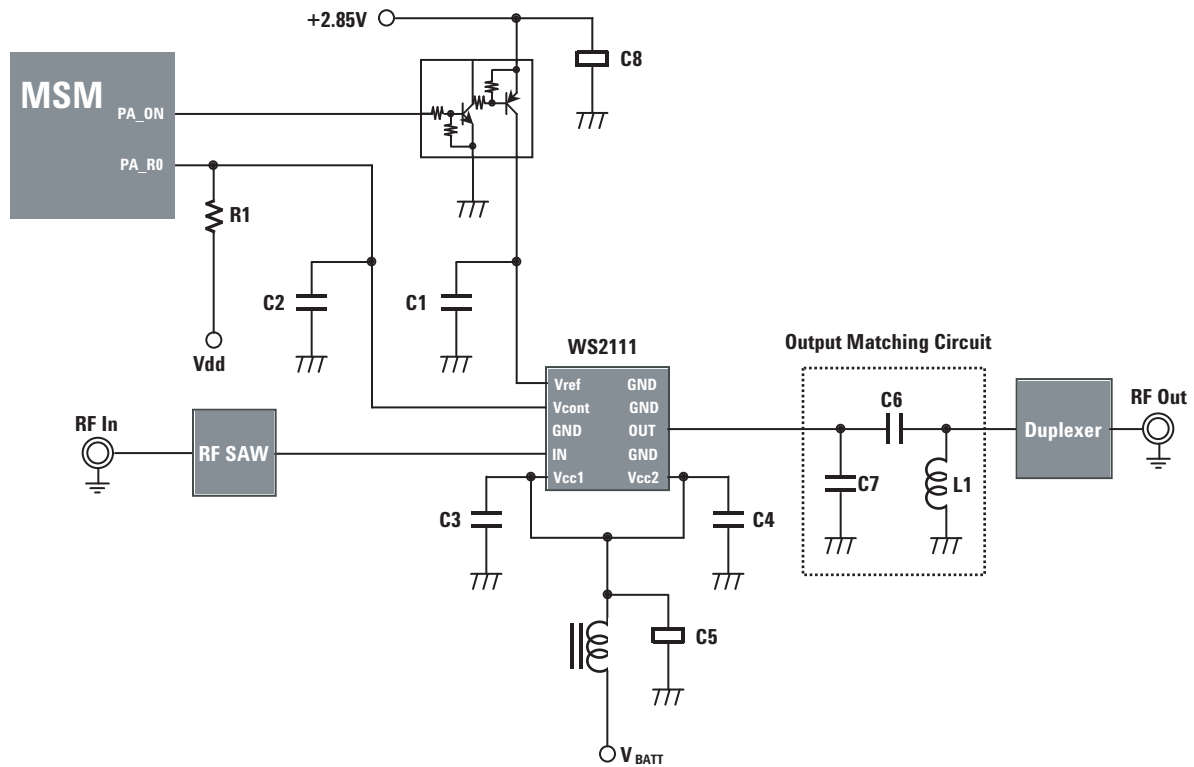 +2.85V
C8
MSM
PA_ON
PA_R0
R1
C2
C1
Vdd
WS2111
Output Matching Circuit
Vref GND
Vcont GND
GND OUT
IN GND
Vcc1 Vcc2
RF In
RF SAW
C6
C7
L1
Duplexer
RF Out
C3
C4
C5
V BATT